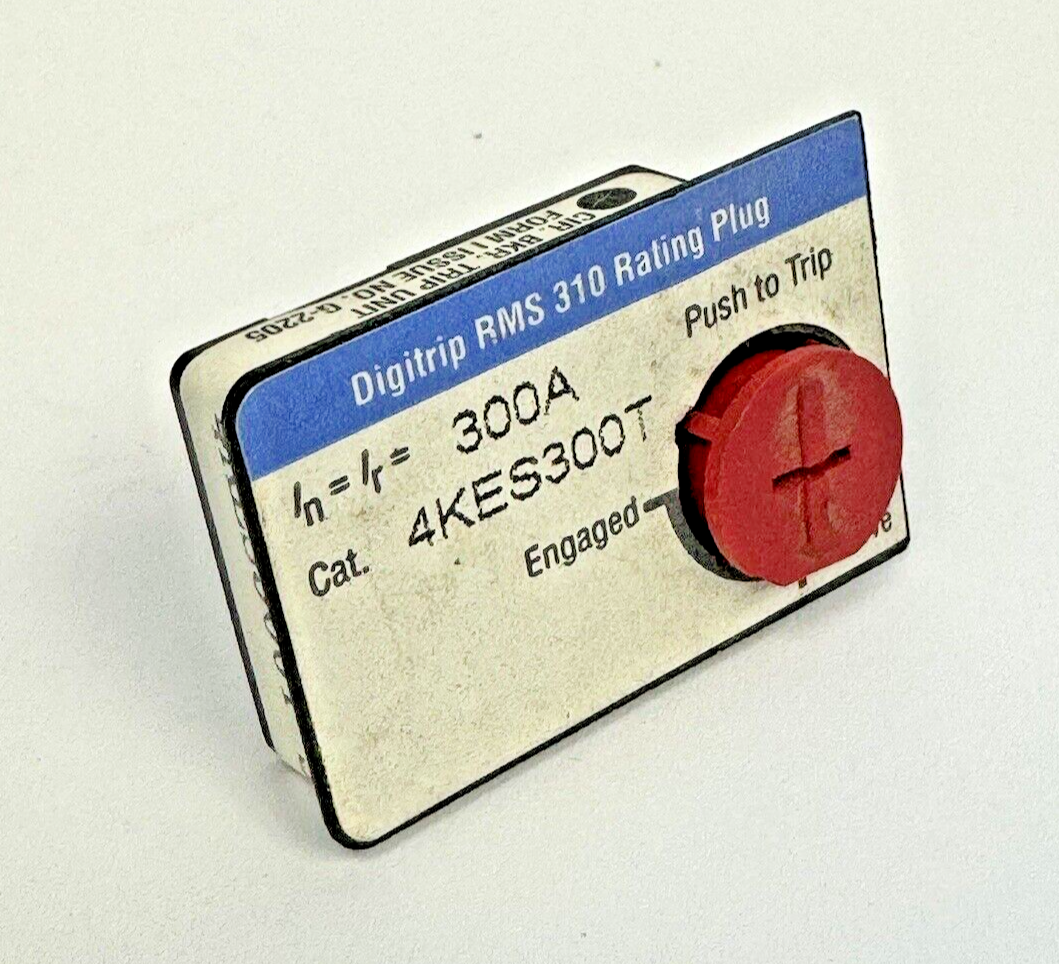 CIR. BKR. TRIP UNIT
FORM I ISSUE NO. G-2205
Digitrip RMS 310 Rating Plug
Push to Trip
In = Ir = 300A
Cat. 4KES300T
Engaged